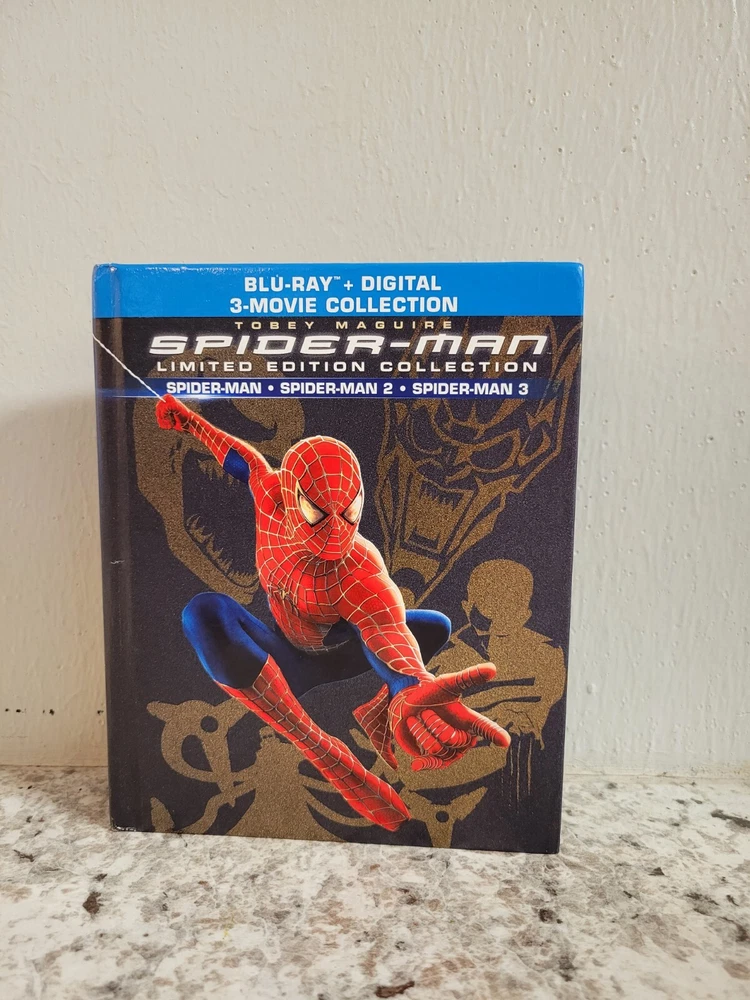 BLU-RAY™ + DIGITAL
3-MOVIE COLLECTION
TOBEY MAGUIRE
SPIDER-MAN
LIMITED EDITION COLLECTION
SPIDER-MAN • SPIDER-MAN 2 • SPIDER-MAN 3